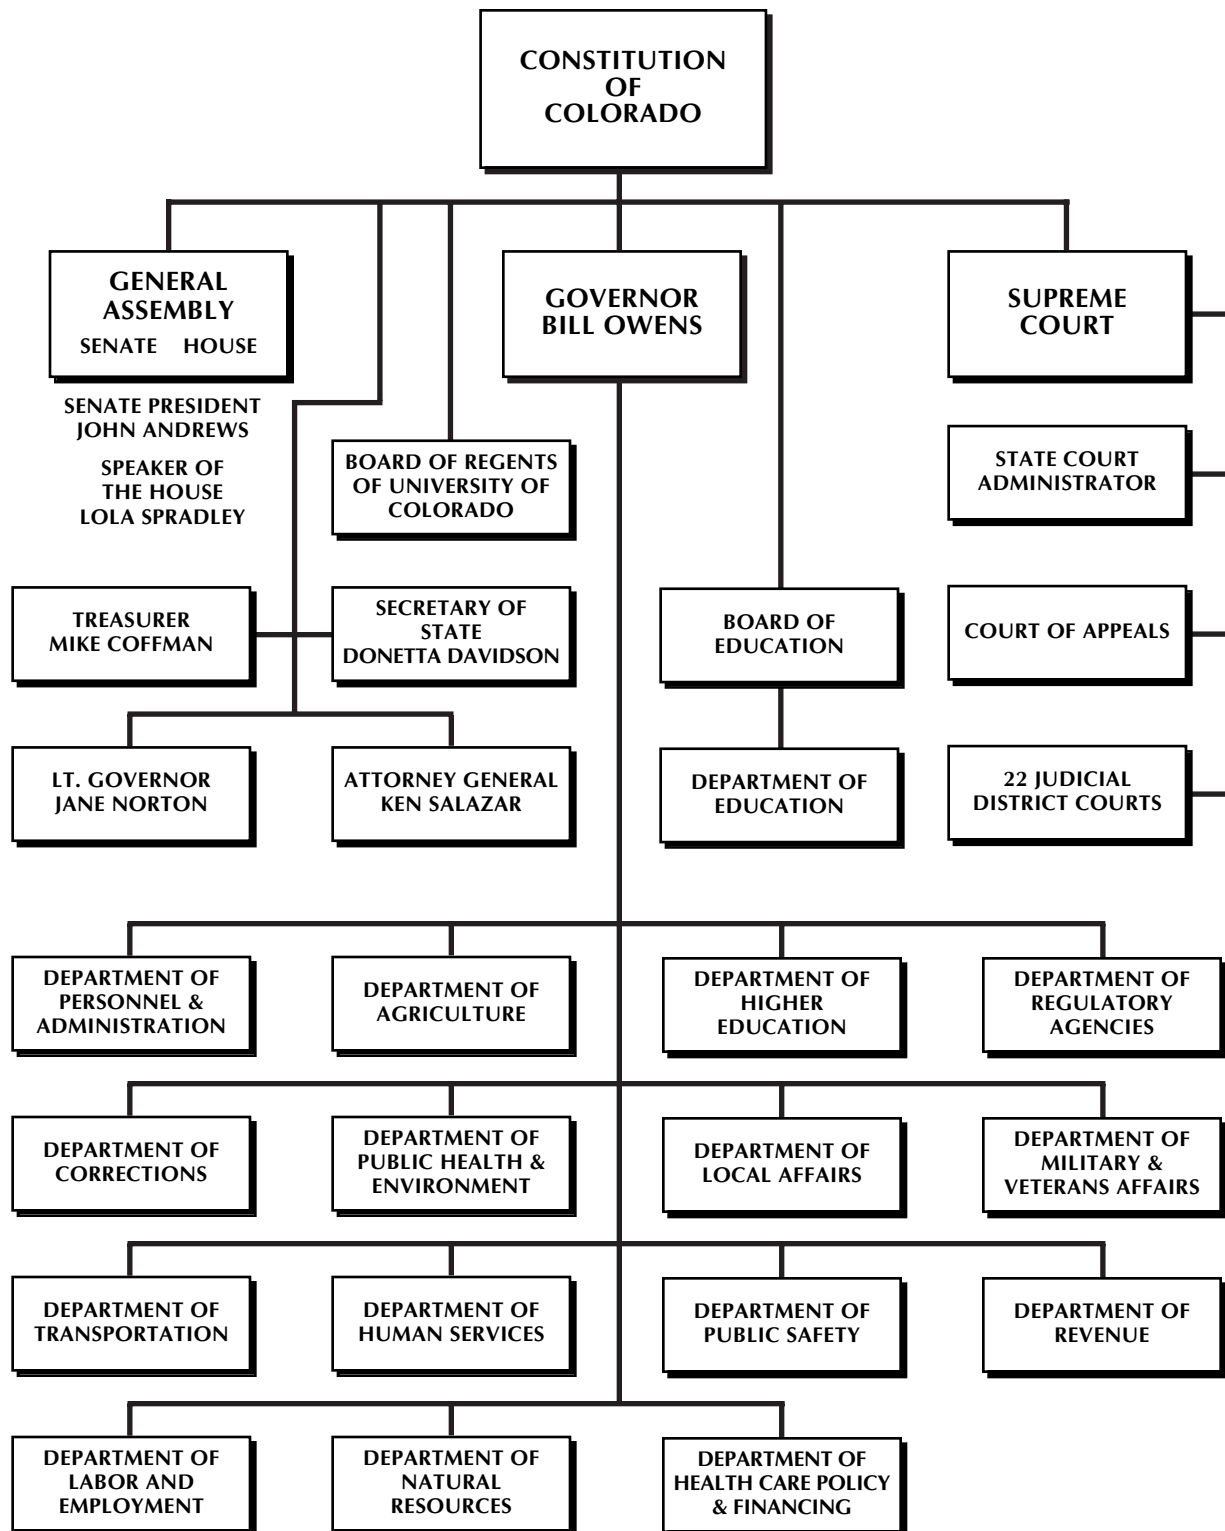 CONSTITUTION
OF
COLORADO
GENERAL
ASSEMBLY
SENATE HOUSE
GOVERNOR
BILL OWENS
SUPREME
COURT
SENATE PRESIDENT
JOHN ANDREWS
SPEAKER OF
THE HOUSE
LOLA SPRADLEY
BOARD OF REGENTS
OF UNIVERSITY OF
COLORADO
STATE COURT
ADMINISTRATOR
TREASURER
MIKE COFFMAN
SECRETARY OF
STATE
DONETTA DAVIDSON
BOARD OF
EDUCATION
COURT OF APPEALS
LT. GOVERNOR
JANE NORTON
ATTORNEY GENERAL
KEN SALAZAR
DEPARTMENT OF
EDUCATION
22 JUDICIAL
DISTRICT COURTS
DEPARTMENT OF
PERSONNEL &
ADMINISTRATION
DEPARTMENT OF
AGRICULTURE
DEPARTMENT OF
HIGHER
EDUCATION
DEPARTMENT OF
REGULATORY
AGENCIES
DEPARTMENT OF
CORRECTIONS
DEPARTMENT OF
PUBLIC HEALTH &
ENVIRONMENT
DEPARTMENT OF
LOCAL AFFAIRS
DEPARTMENT OF
MILITARY &
VETERANS AFFAIRS
DEPARTMENT OF
TRANSPORTATION
DEPARTMENT OF
HUMAN SERVICES
DEPARTMENT OF
PUBLIC SAFETY
DEPARTMENT OF
REVENUE
DEPARTMENT OF
LABOR AND
EMPLOYMENT
DEPARTMENT OF
NATURAL
RESOURCES
DEPARTMENT OF
HEALTH CARE POLICY
& FINANCING